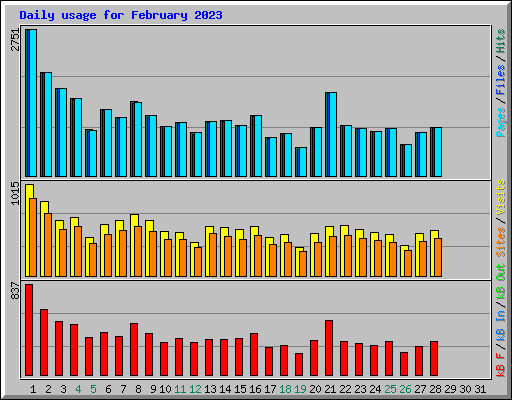 Daily usage for February 2023
2751
Pages / Files / Hits
1015
Sites / Visits
837
kB F / kB In / kB Out
1 2 3 4 5 6 7 8 9 10 11 12 13 14 15 16 17 18 19 20 21 22 23 24 25 26 27 28 29 30 31